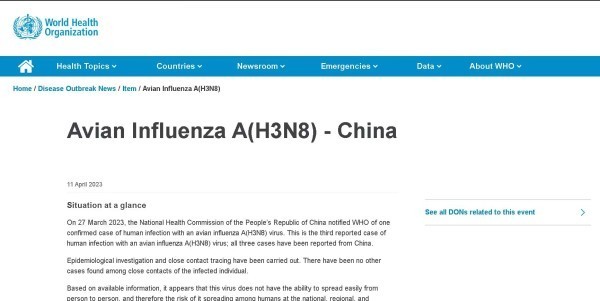 World Health
Organization
Health Topics
Countries
Newsroom
Emergencies
Data
About WHO
Home / Disease Outbreak News / Item / Avian Influenza A(H3N8)
Avian Influenza A(H3N8) - China
11 April 2023
Situation at a glance
On 27 March 2023, the National Health Commission of the People's Republic of China notified WHO of one
confirmed case of human infection with an avian influenza A(H3N8) virus. This is the third reported case of
human infection with an avian influenza A(H3N8) virus; all three cases have been reported from China.
Epidemiological investigation and close contact tracing have been carried out. There have been no other
cases found among close contacts of the infected individual.
Based on available information, it appears that this virus does not have the ability to spread easily from
person to person, and therefore the risk of it spreading among humans at the national, regional, and
See all DONs related to this event